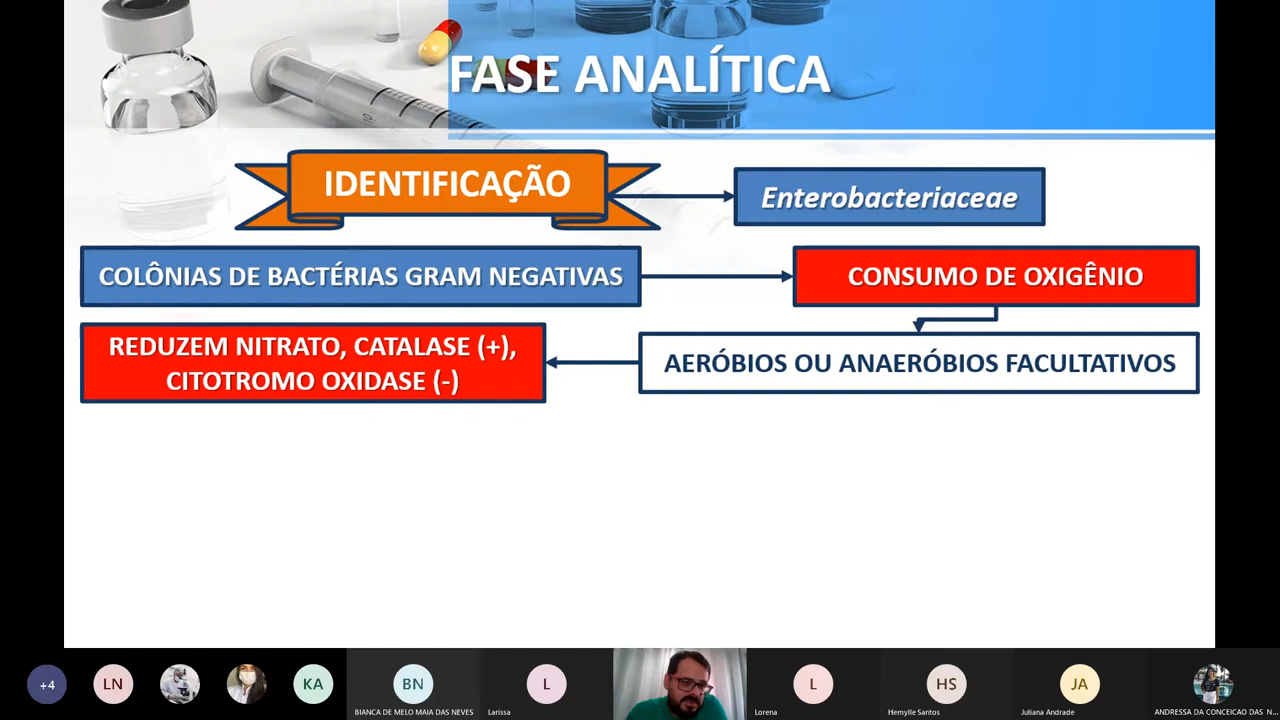 FASE ANALÍTICA
IDENTIFICAÇÃO
Enterobacteriaceae
COLÔNIAS DE BACTÉRIAS GRAM NEGATIVAS
CONSUMO DE OXIGÊNIO
REDUZEM NITRATO, CATALASE (+),
CITOTROMO OXIDASE (-)
AERÓBIOS OU ANAERÓBIOS FACULTATIVOS
+4
LN
KA
BN
L
L
HS
JA
BIANCA DE MELO MAIA DAS NEVES
Larissa
Lorena
Hemylle Santos
Juliana Andrade
ANDRESSA DA CONCEICAO DAS N...